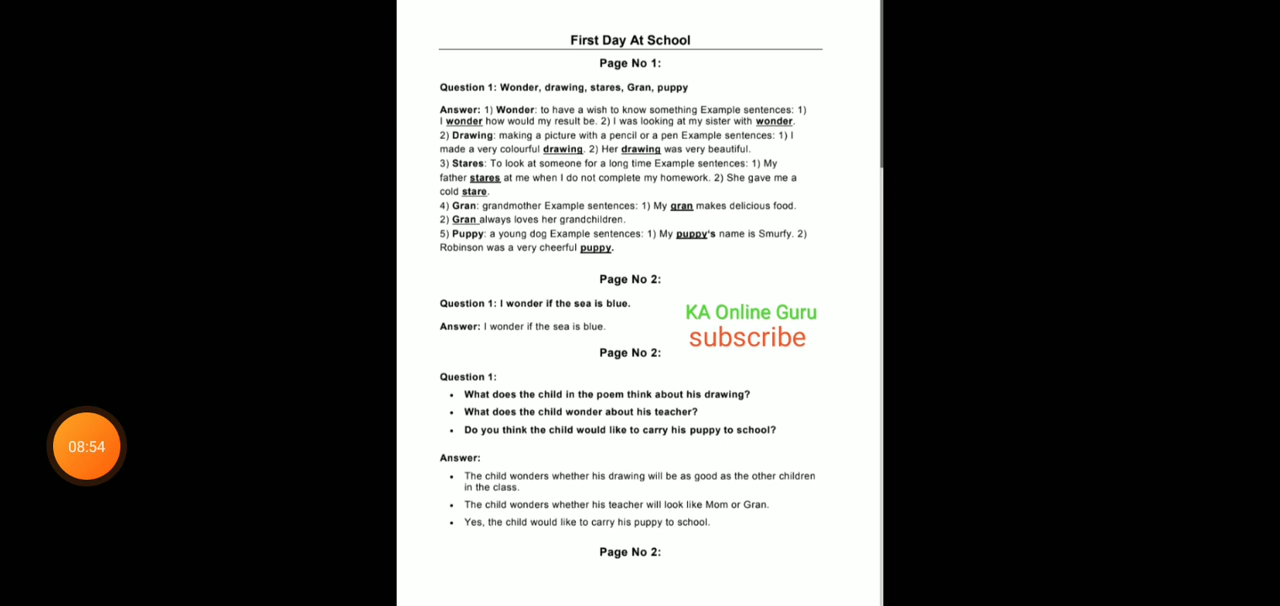 First Day At School
Page No 1:
Question 1: Wonder, drawing, stares, Gran, puppy
Answer: 1) Wonder: to have a wish to know something Example sentences: 1)
I wonder how would my result be. 2) I was looking at my sister with wonder.
2) Drawing: making a picture with a pencil or a pen Example sentences: 1) I
made a very colourful drawing. 2) Her drawing was very beautiful.
3) Stares: To look at someone for a long time Example sentences: 1) My
father stares at me when I do not complete my homework. 2) She gave me a
cold stare.
4) Gran: grandmother Example sentences: 1) My gran makes delicious food.
2) Gran always loves her grandchildren.
5) Puppy: a young dog Example sentences: 1) My puppy's name is Smurfy. 2)
Robinson was a very cheerful puppy.
Page No 2:
Question 1: I wonder if the sea is blue.
KA Online Guru
Answer: I wonder if the sea is blue.
subscribe
Page No 2:
Question 1:
• What does the child in the poem think about his drawing?
• What does the child wonder about his teacher?
• Do you think the child would like to carry his puppy to school?
08:54
Answer:
• The child wonders whether his drawing will be as good as the other children
in the class.
• The child wonders whether his teacher will look like Mom or Gran.
• Yes, the child would like to carry his puppy to school.
Page No 2: